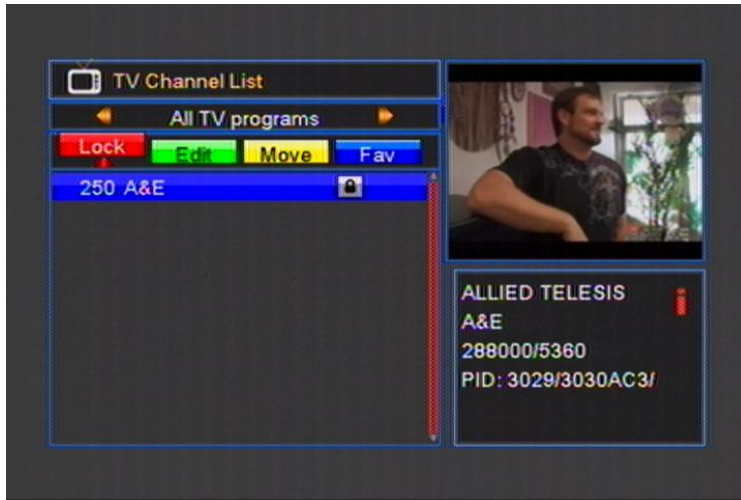 TV Channel List
All TV programs
Lock Edit Move Fav
250 A&E
ALLIED TELESIS
A&E
288000/5360
PID: 3029/3030AC3/